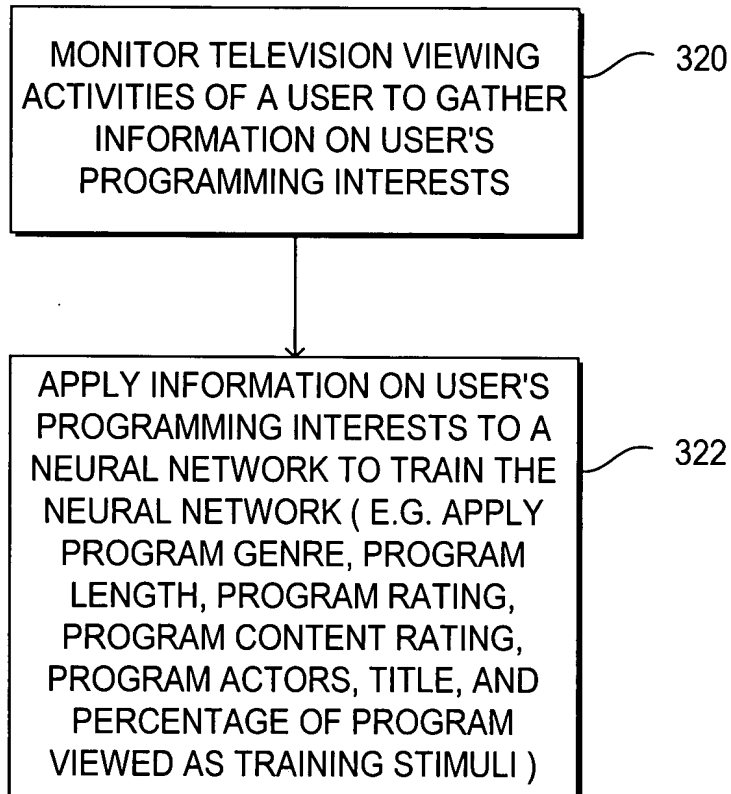 MONITOR TELEVISION VIEWING
ACTIVITIES OF A USER TO GATHER
INFORMATION ON USER'S
PROGRAMMING INTERESTS
320
APPLY INFORMATION ON USER'S
PROGRAMMING INTERESTS TO A
NEURAL NETWORK TO TRAIN THE
NEURAL NETWORK ( E.G. APPLY
PROGRAM GENRE, PROGRAM
LENGTH, PROGRAM RATING,
PROGRAM CONTENT RATING,
PROGRAM ACTORS, TITLE, AND
PERCENTAGE OF PROGRAM
VIEWED AS TRAINING STIMULI )
322